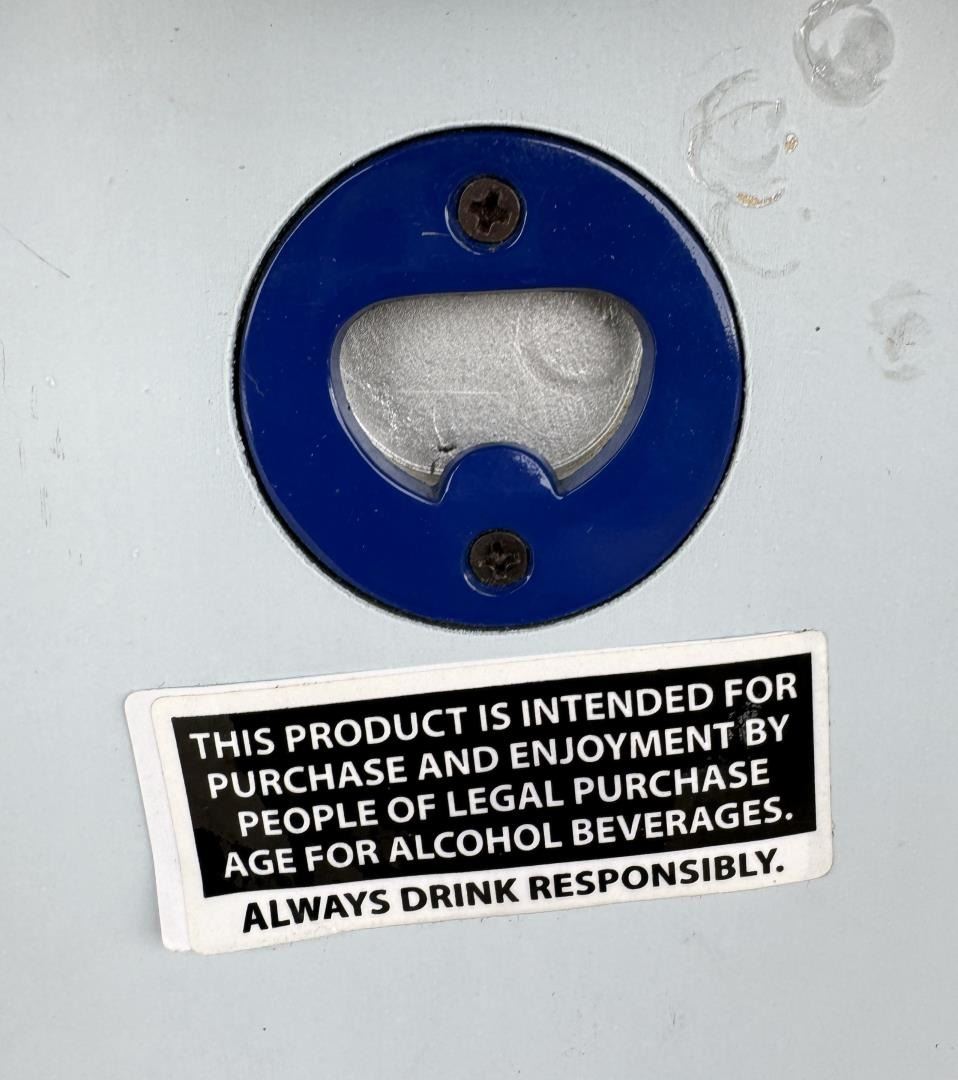 THIS PRODUCT IS INTENDED FOR
PURCHASE AND ENJOYMENT BY
PEOPLE OF LEGAL PURCHASE
AGE FOR ALCOHOL BEVERAGES.
ALWAYS DRINK RESPONSIBLY.